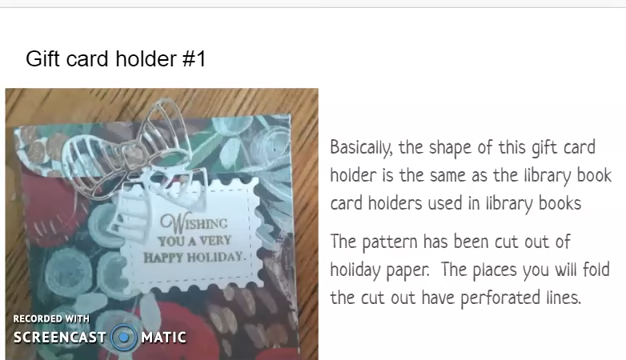 Gift card holder #1
Basically, the shape of this gift card
holder is the same as the library book
card holders used in library books
The pattern has been cut out of
holiday paper. The places you will fold
the cut out have perforated lines.
WISHING
YOU A VERY
HAPPY HOLIDAY.
RECORDED WITH
SCREENCAST MATIC